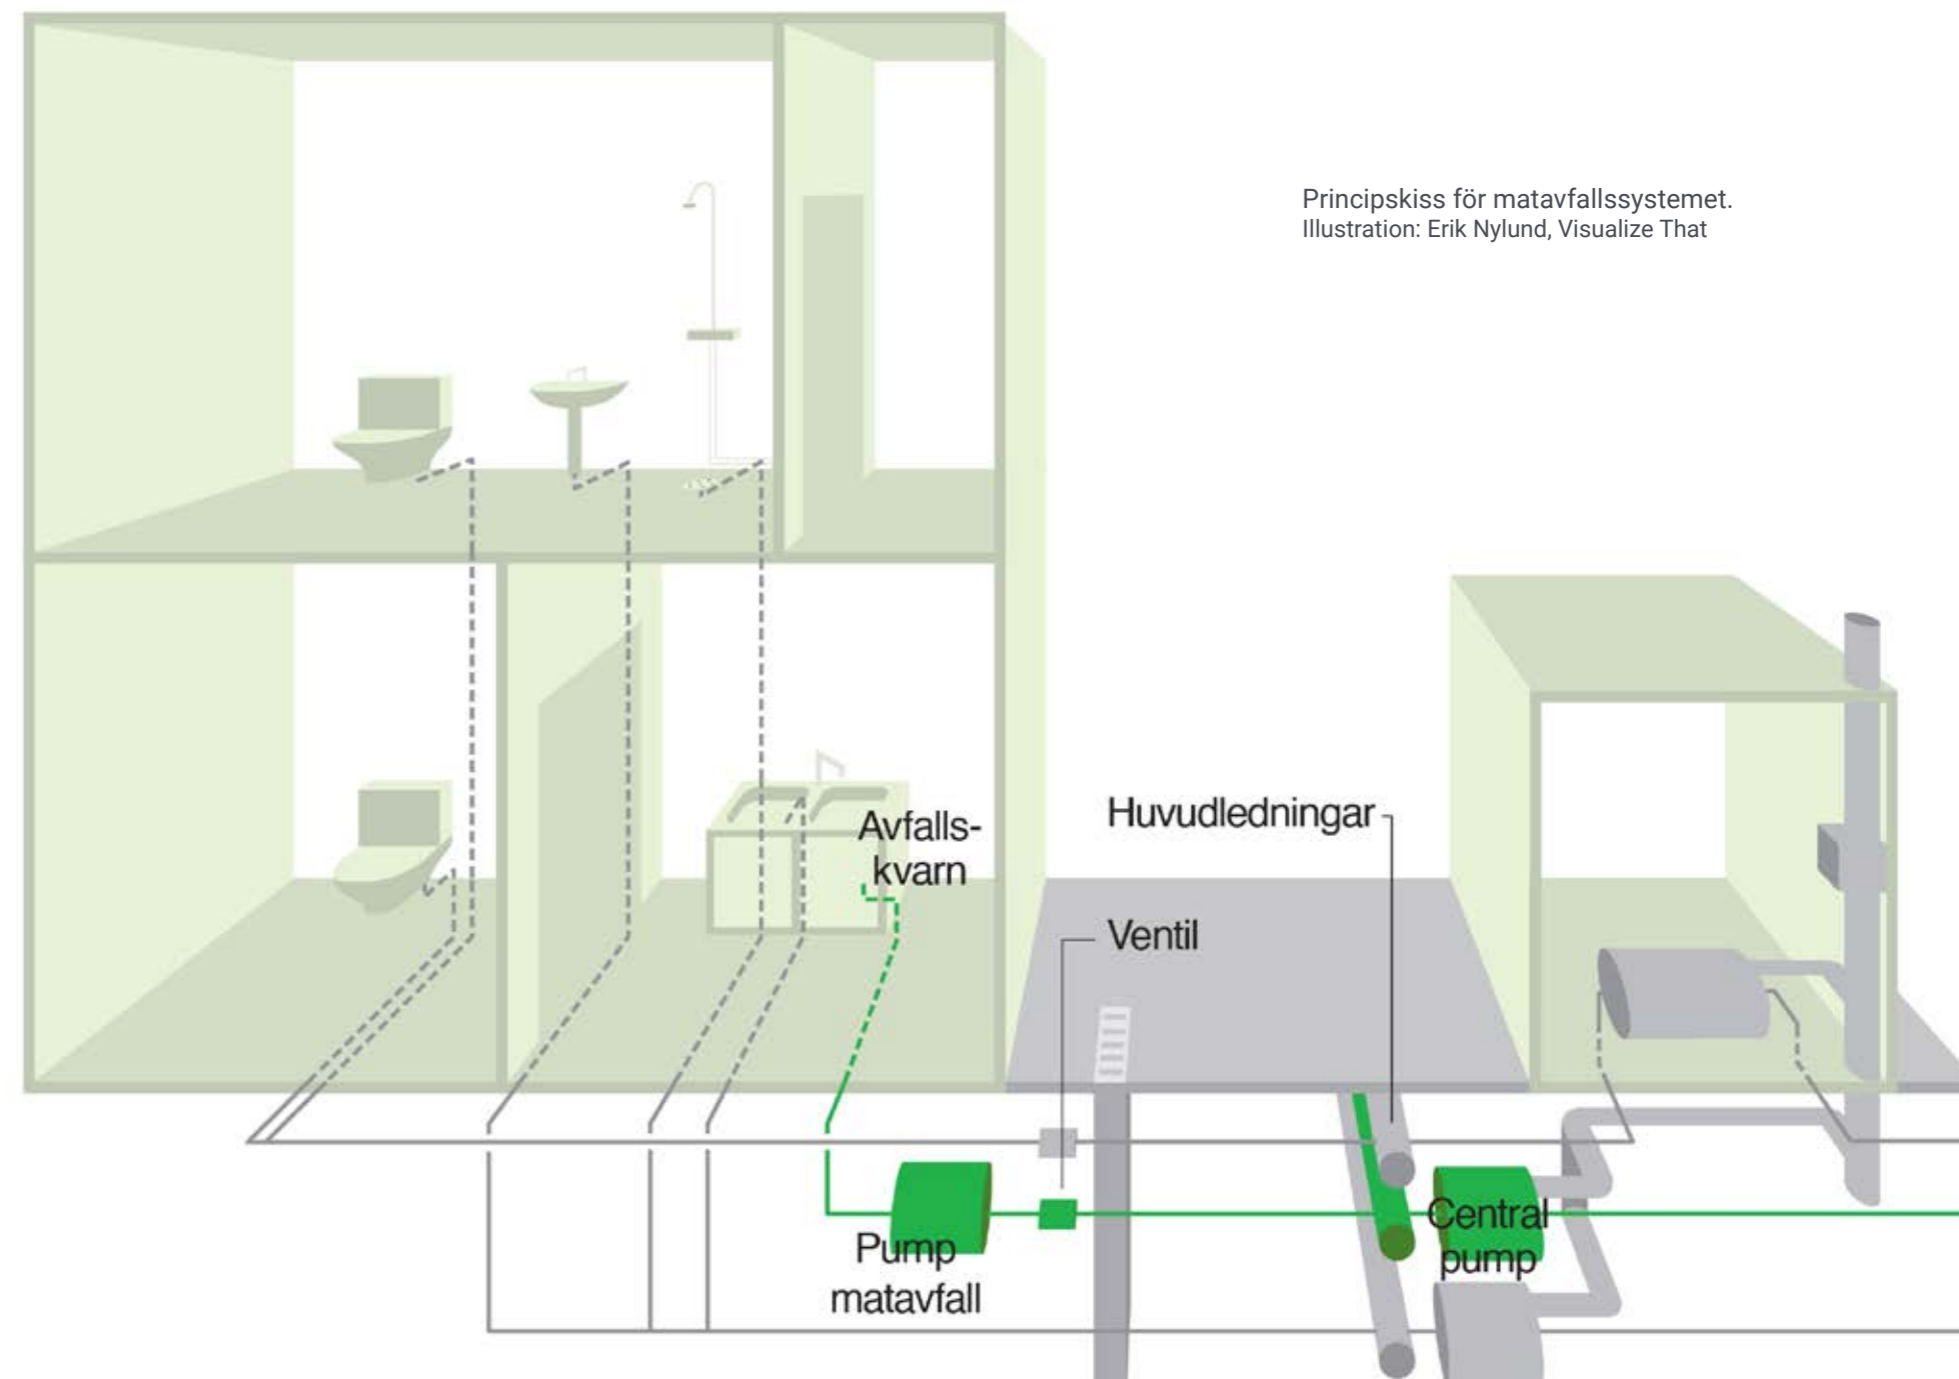 Principskiss för matavfallssystemet.
Illustration: Erik Nylund, Visualize That
Avfalls-
kvarn
Huvudledningar
Ventil
Central
pump
Pump
matavfall